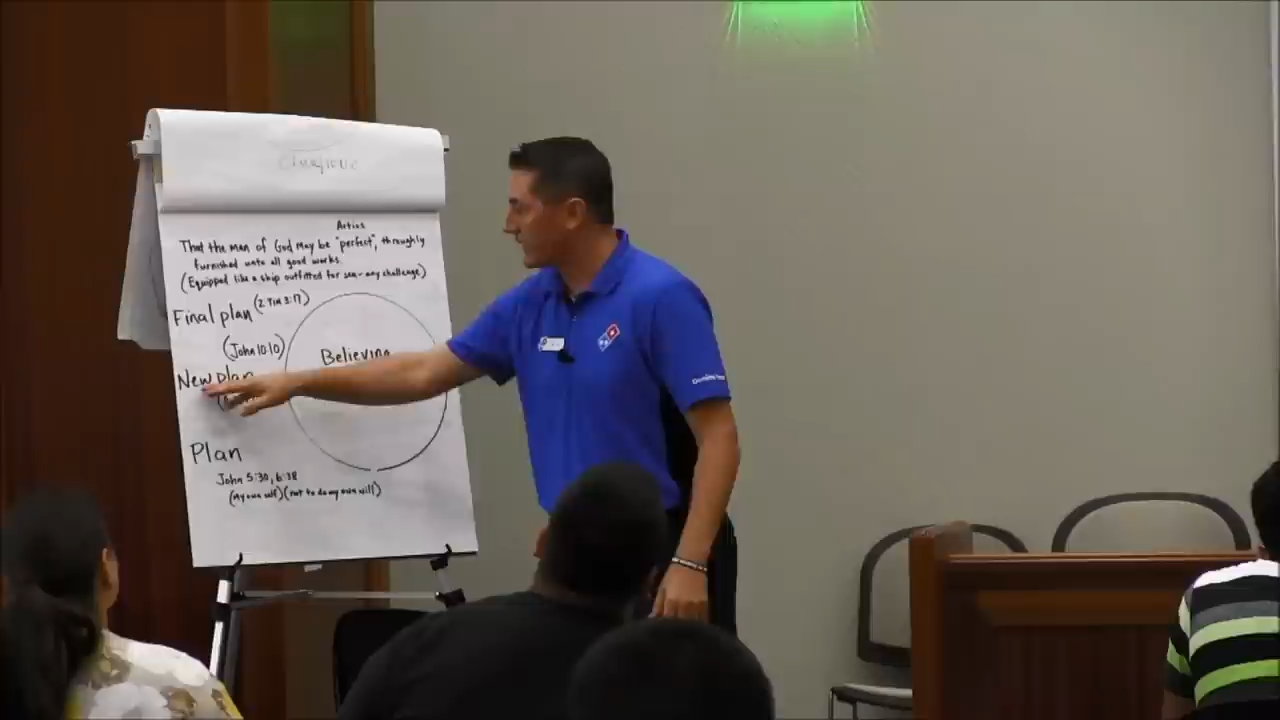 Artios
That the man of God may be "perfect", throughly
furnished unto all good works.
(Equipped like a ship outfitted for sea-any challenge)
Final plan (2 Tim 3:17)
(John 10:10)
Believing
New plan
Plan
John 5:30, 6:38
(my own self)(not to do my own will)